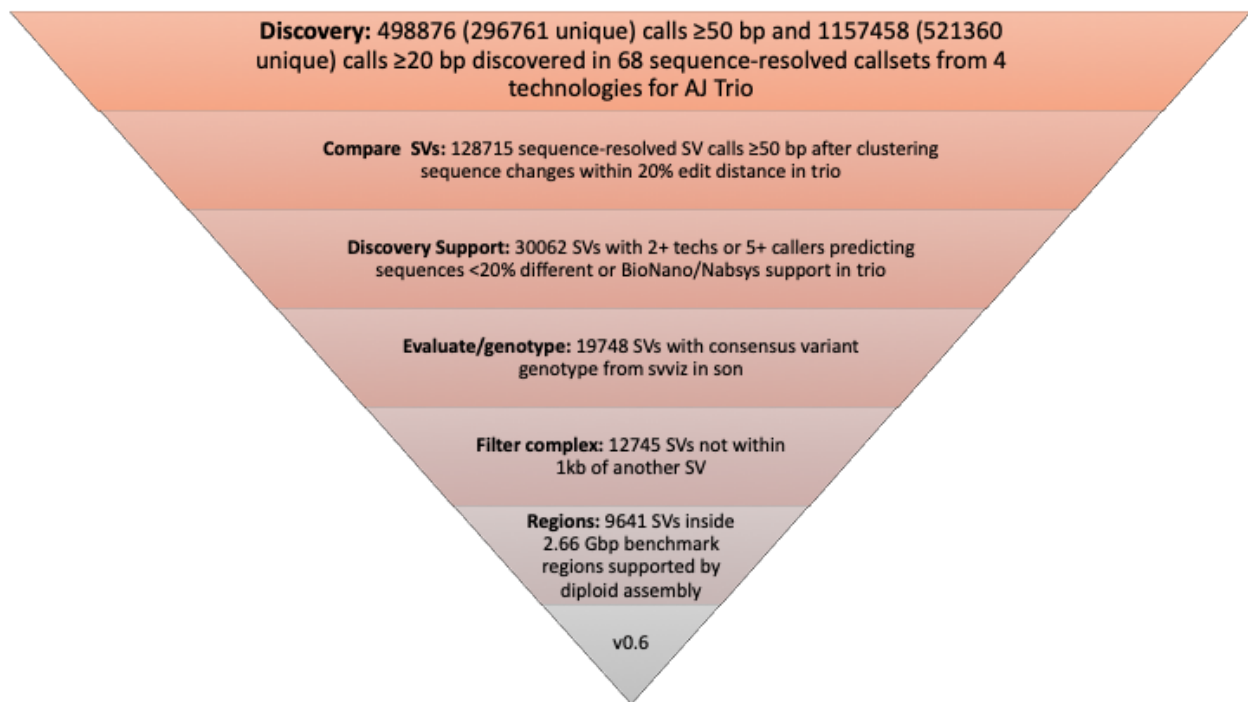 Discovery: 498876 (296761 unique) calls ≥50 bp and 1157458 (521360
unique) calls ≥20 bp discovered in 68 sequence-resolved callsets from 4
technologies for AJ Trio
Compare SVs: 128715 sequence-resolved SV calls ≥50 bp after clustering
sequence changes within 20% edit distance in trio
Discovery Support: 30062 SVs with 2+ techs or 5+ callers predicting
sequences <20% different or BioNano/Nabsys support in trio
Evaluate/genotype: 19748 SVs with consensus variant
genotype from svviz in son
Filter complex: 12745 SVs not within
1kb of another SV
Regions: 9641 SVs inside
2.66 Gbp benchmark
regions supported by
diploid assembly
v0.6